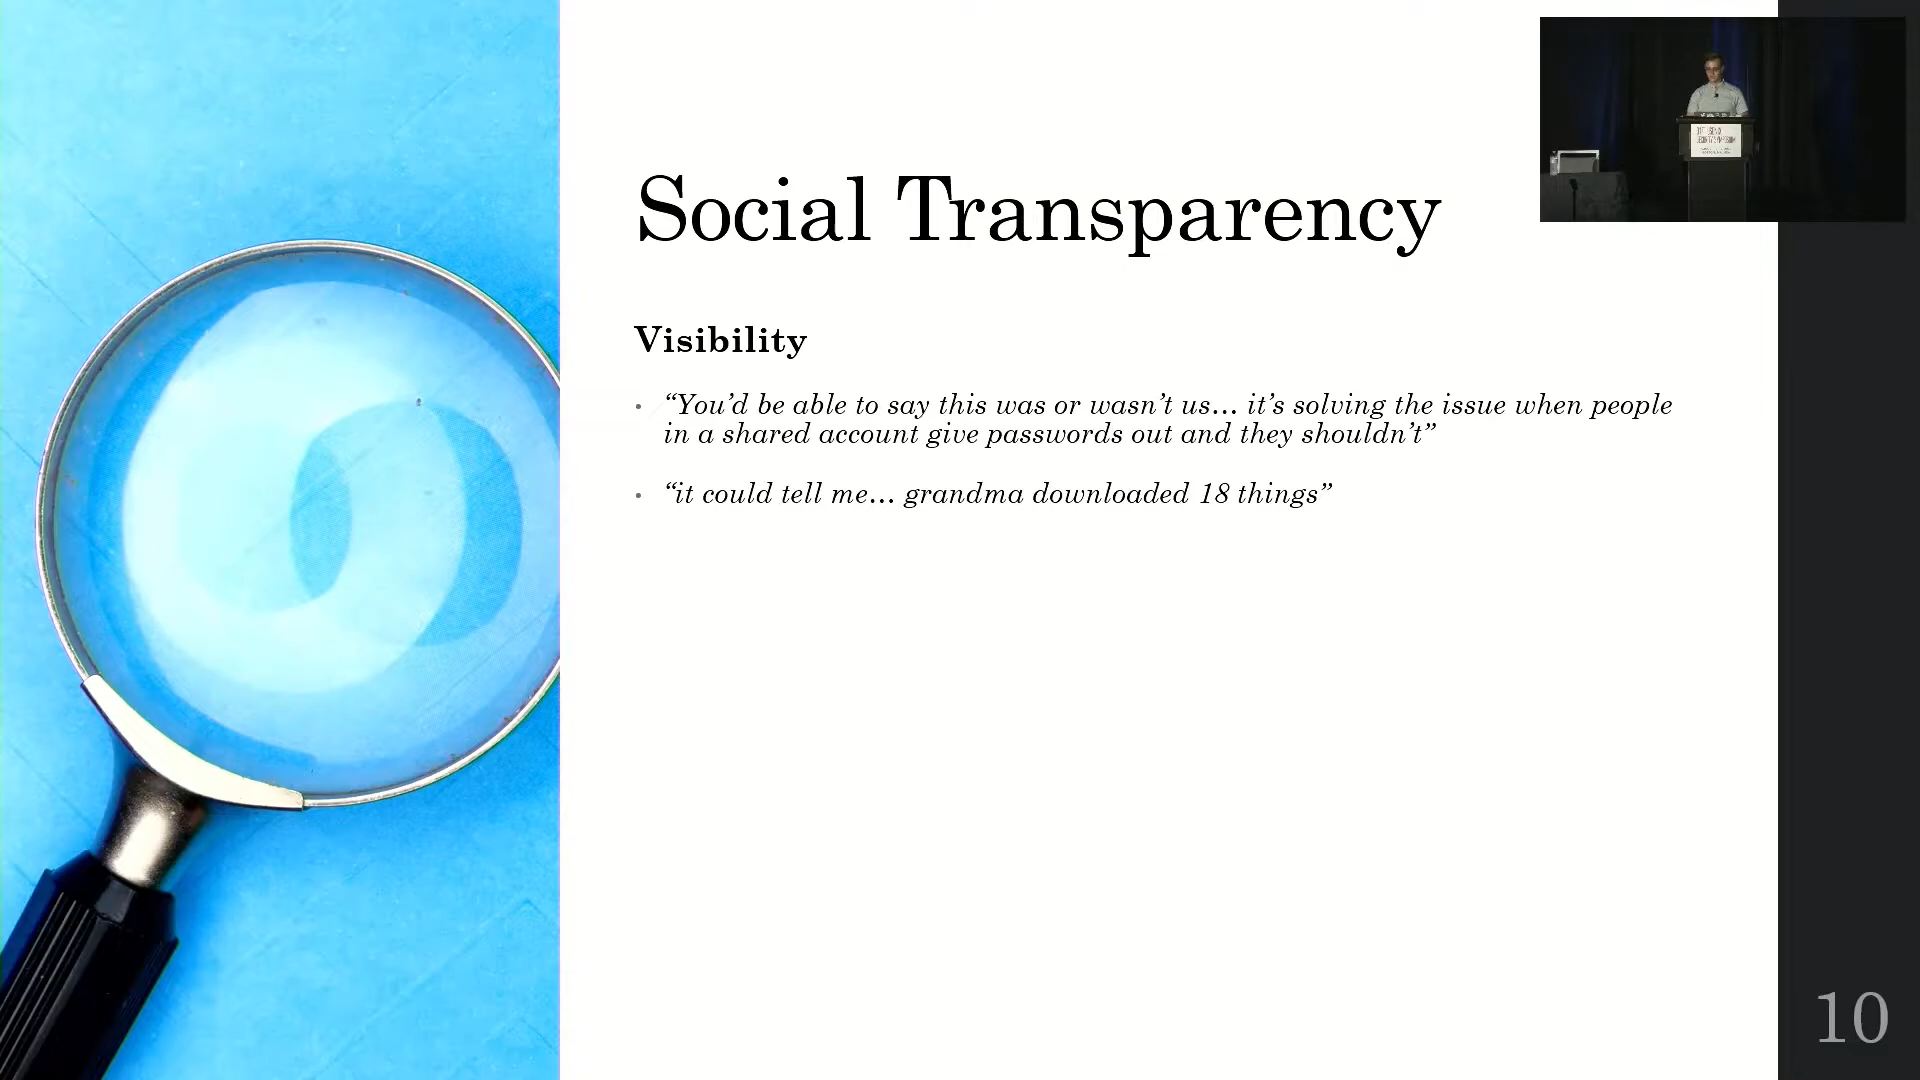 Social Transparency
Visibility
• “You’d be able to say this was or wasn’t us… it’s solving the issue when people
in a shared account give passwords out and they shouldn’t”
• “it could tell me… grandma downloaded 18 things”
10